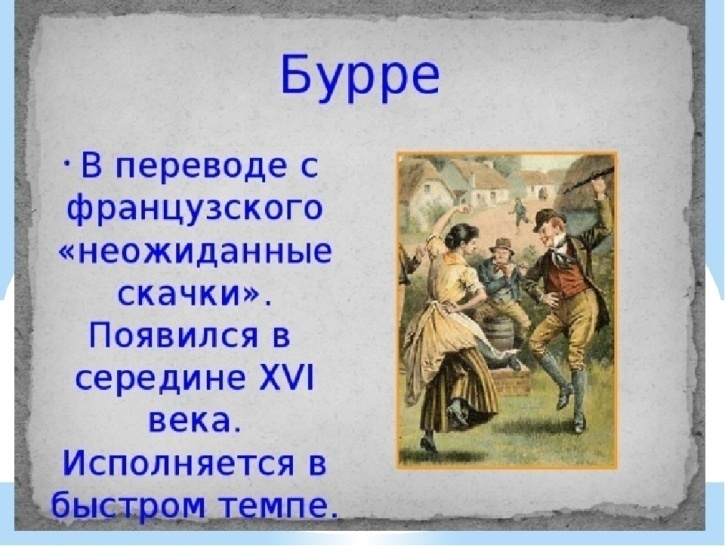 Бурре
· В переводе с
французского
«неожиданные
скачки».
Появился в
середине XVI
века.
Исполняется в
быстром темпе.